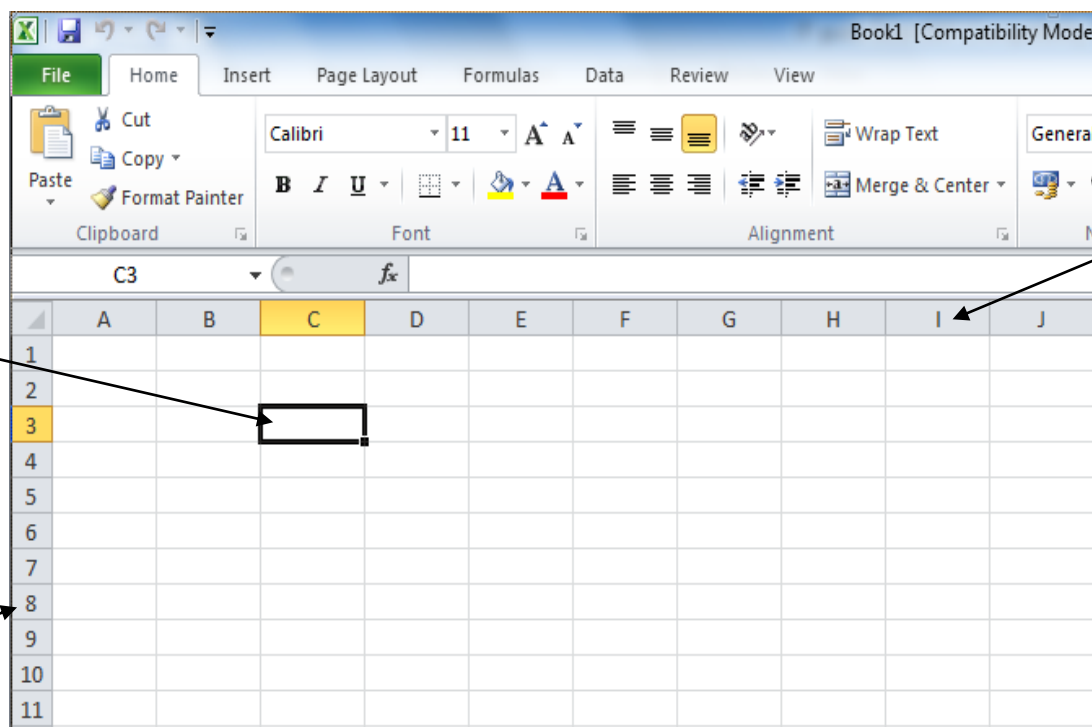 Book1 [Compatibility Mode
File Home Insert Page Layout Formulas Data Review View
Cut
Calibri 11 A A Wrap Text Genera
Copy
Paste
B I U A Merge & Center
Format Painter
Clipboard Font Alignment
C3 fx
A B C D E F G H I J
1
2
3
4
5
6
7
8
9
10
11